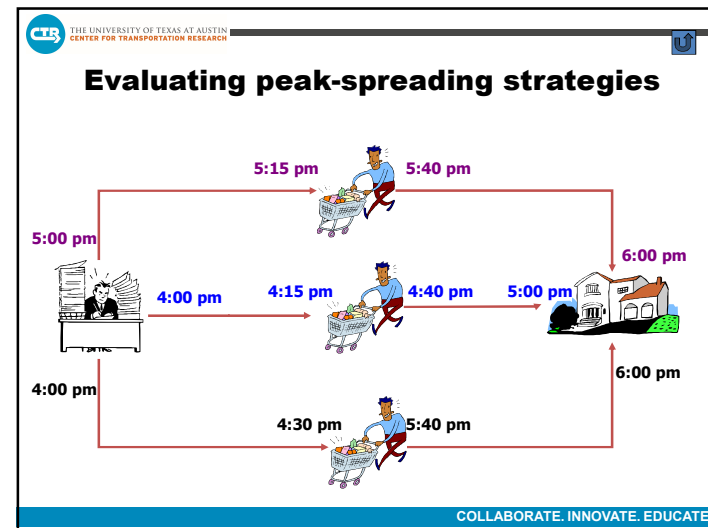 CTR
THE UNIVERSITY OF TEXAS AT AUSTIN
CENTER FOR TRANSPORTATION RESEARCH
Evaluating peak-spreading strategies
5:15 pm
5:40 pm
5:00 pm
6:00 pm
4:00 pm
4:15 pm
4:40 pm
5:00 pm
4:00 pm
6:00 pm
4:30 pm
5:40 pm
COLLABORATE. INNOVATE. EDUCATE